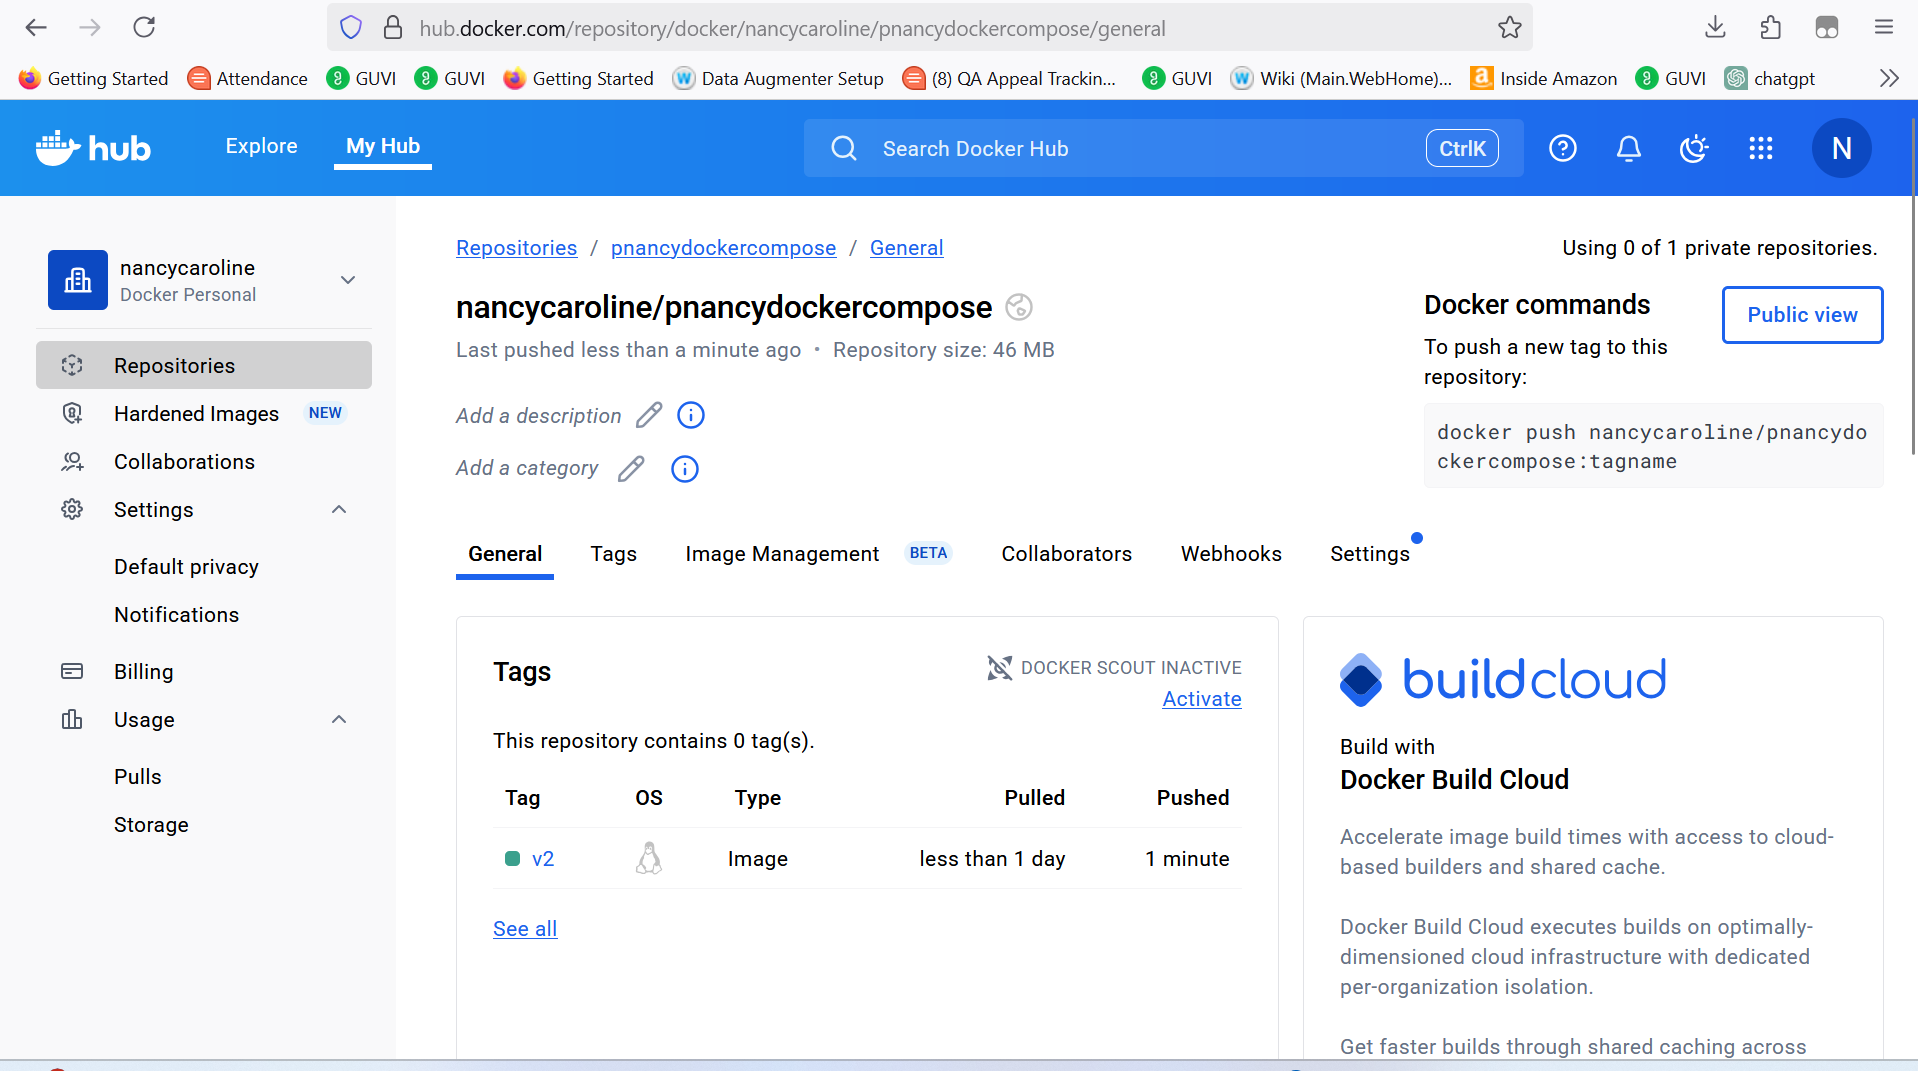 hub.docker.com/repository/docker/nancycaroline/pnancydockercompose/general
Getting Started
Attendance
GUVI
GUVI
Getting Started
Data Augmenter Setup
(8) QA Appeal Trackin...
GUVI
Wiki (Main.WebHome)...
Inside Amazon
GUVI
chatgpt
hub
Explore
My Hub
Search Docker Hub
CtrlK
N
nancycaroline
Docker Personal
Repositories
Hardened Images NEW
Collaborations
Settings
Default privacy
Notifications
Billing
Usage
Pulls
Storage
Repositories / pnancydockercompose / General
Using 0 of 1 private repositories.
nancycaroline/pnancydockercompose
Last pushed less than a minute ago • Repository size: 46 MB
Add a description
Add a category
Docker commands
Public view
To push a new tag to this
repository:
docker push nancycaroline/pnancydo
ckercompose:tagname
General
Tags
Image Management BETA
Collaborators
Webhooks
Settings
Tags
DOCKER SCOUT INACTIVE
Activate
This repository contains 0 tag(s).
Tag OS Type Pulled Pushed
v2 Image less than 1 day 1 minute
See all
buildcloud
Build with
Docker Build Cloud
Accelerate image build times with access to cloud-
based builders and shared cache.
Docker Build Cloud executes builds on optimally-
dimensioned cloud infrastructure with dedicated
per-organization isolation.
Get faster builds through shared caching across